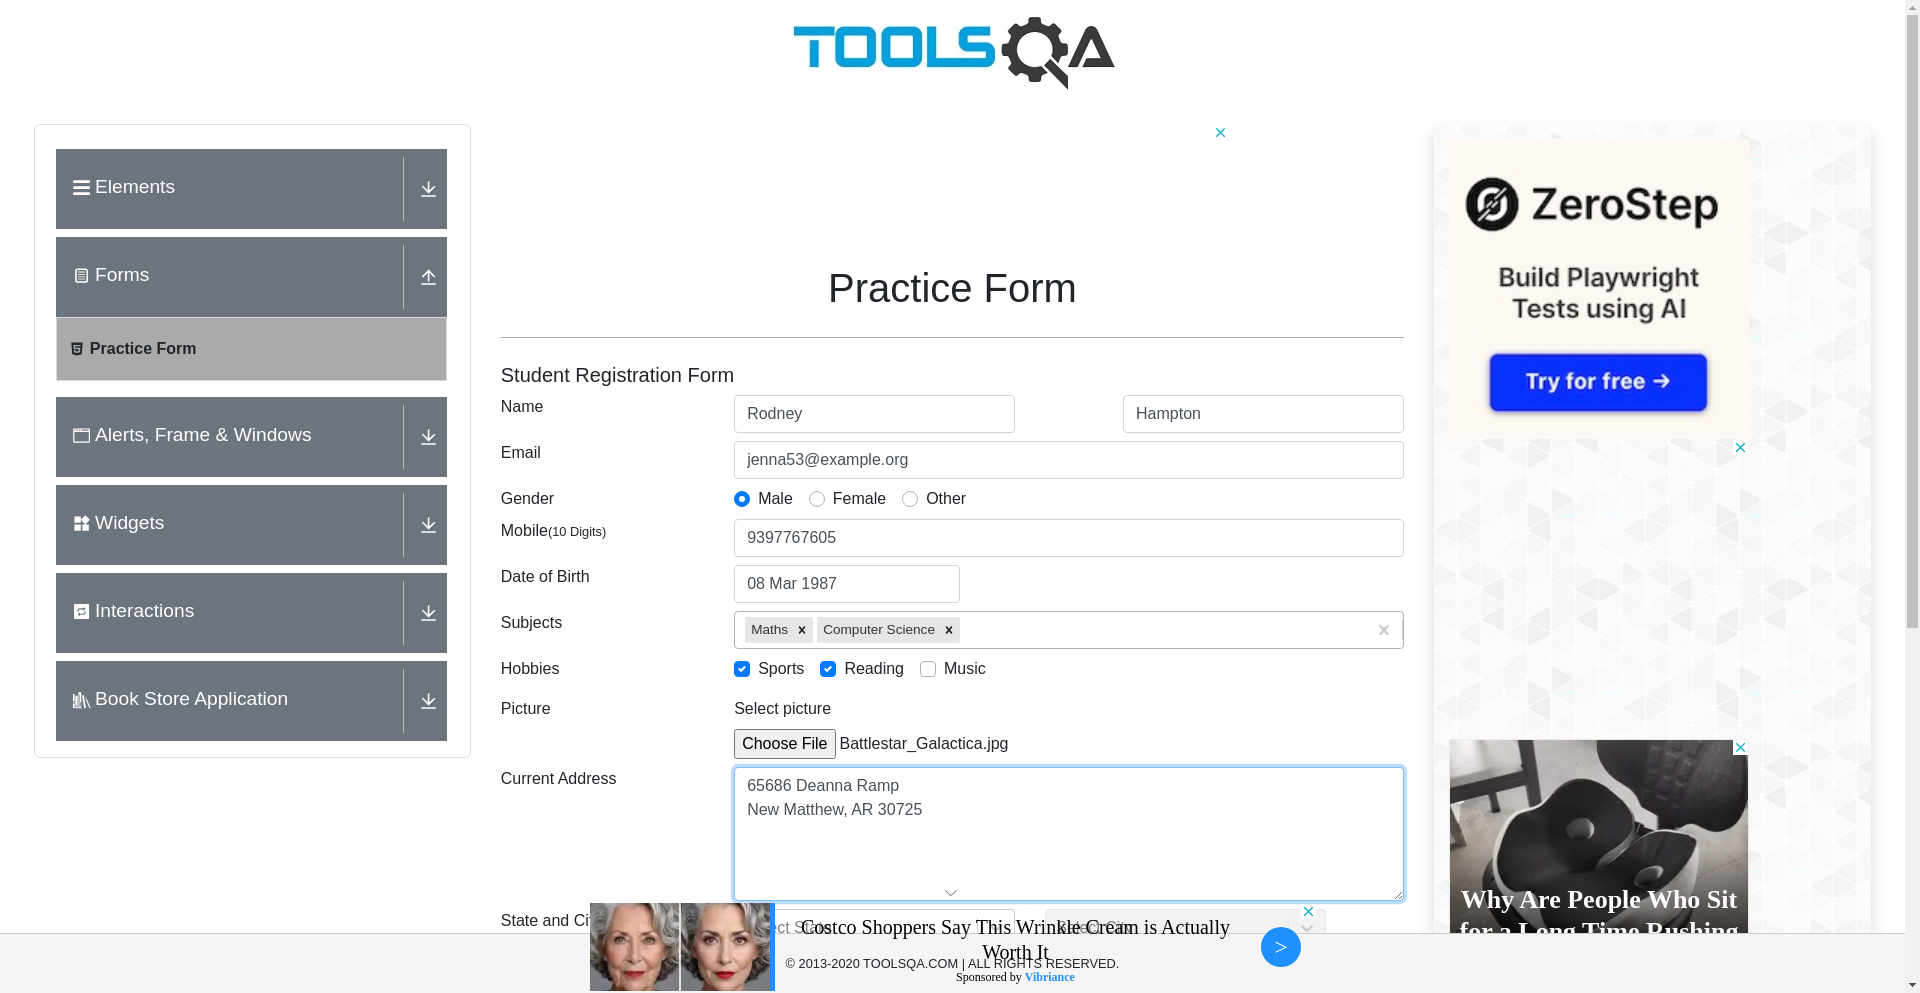 TOOLSQA
Elements
Forms
Practice Form
Alerts, Frame & Windows
Widgets
Interactions
Book Store Application
Practice Form
Student Registration Form
Name
Rodney
Hampton
Email
jenna53@example.org
Gender
Male
Female
Other
Mobile(10 Digits)
9397767605
Date of Birth
08 Mar 1987
Subjects
Maths
Computer Science
Hobbies
Sports
Reading
Music
Picture
Select picture
Choose File Battlestar_Galactica.jpg
Current Address
65686 Deanna Ramp
New Matthew, AR 30725
State and Ci
Costco Shoppers Say This Wrinkle Cream is Actually
Worth It
Sponsored by Vibriance
>
© 2013-2020 TOOLSQA.COM | ALL RIGHTS RESERVED.
ZeroStep
Build Playwright
Tests using AI
Try for free →
Why Are People Who Sit
for a Long Time Rushing